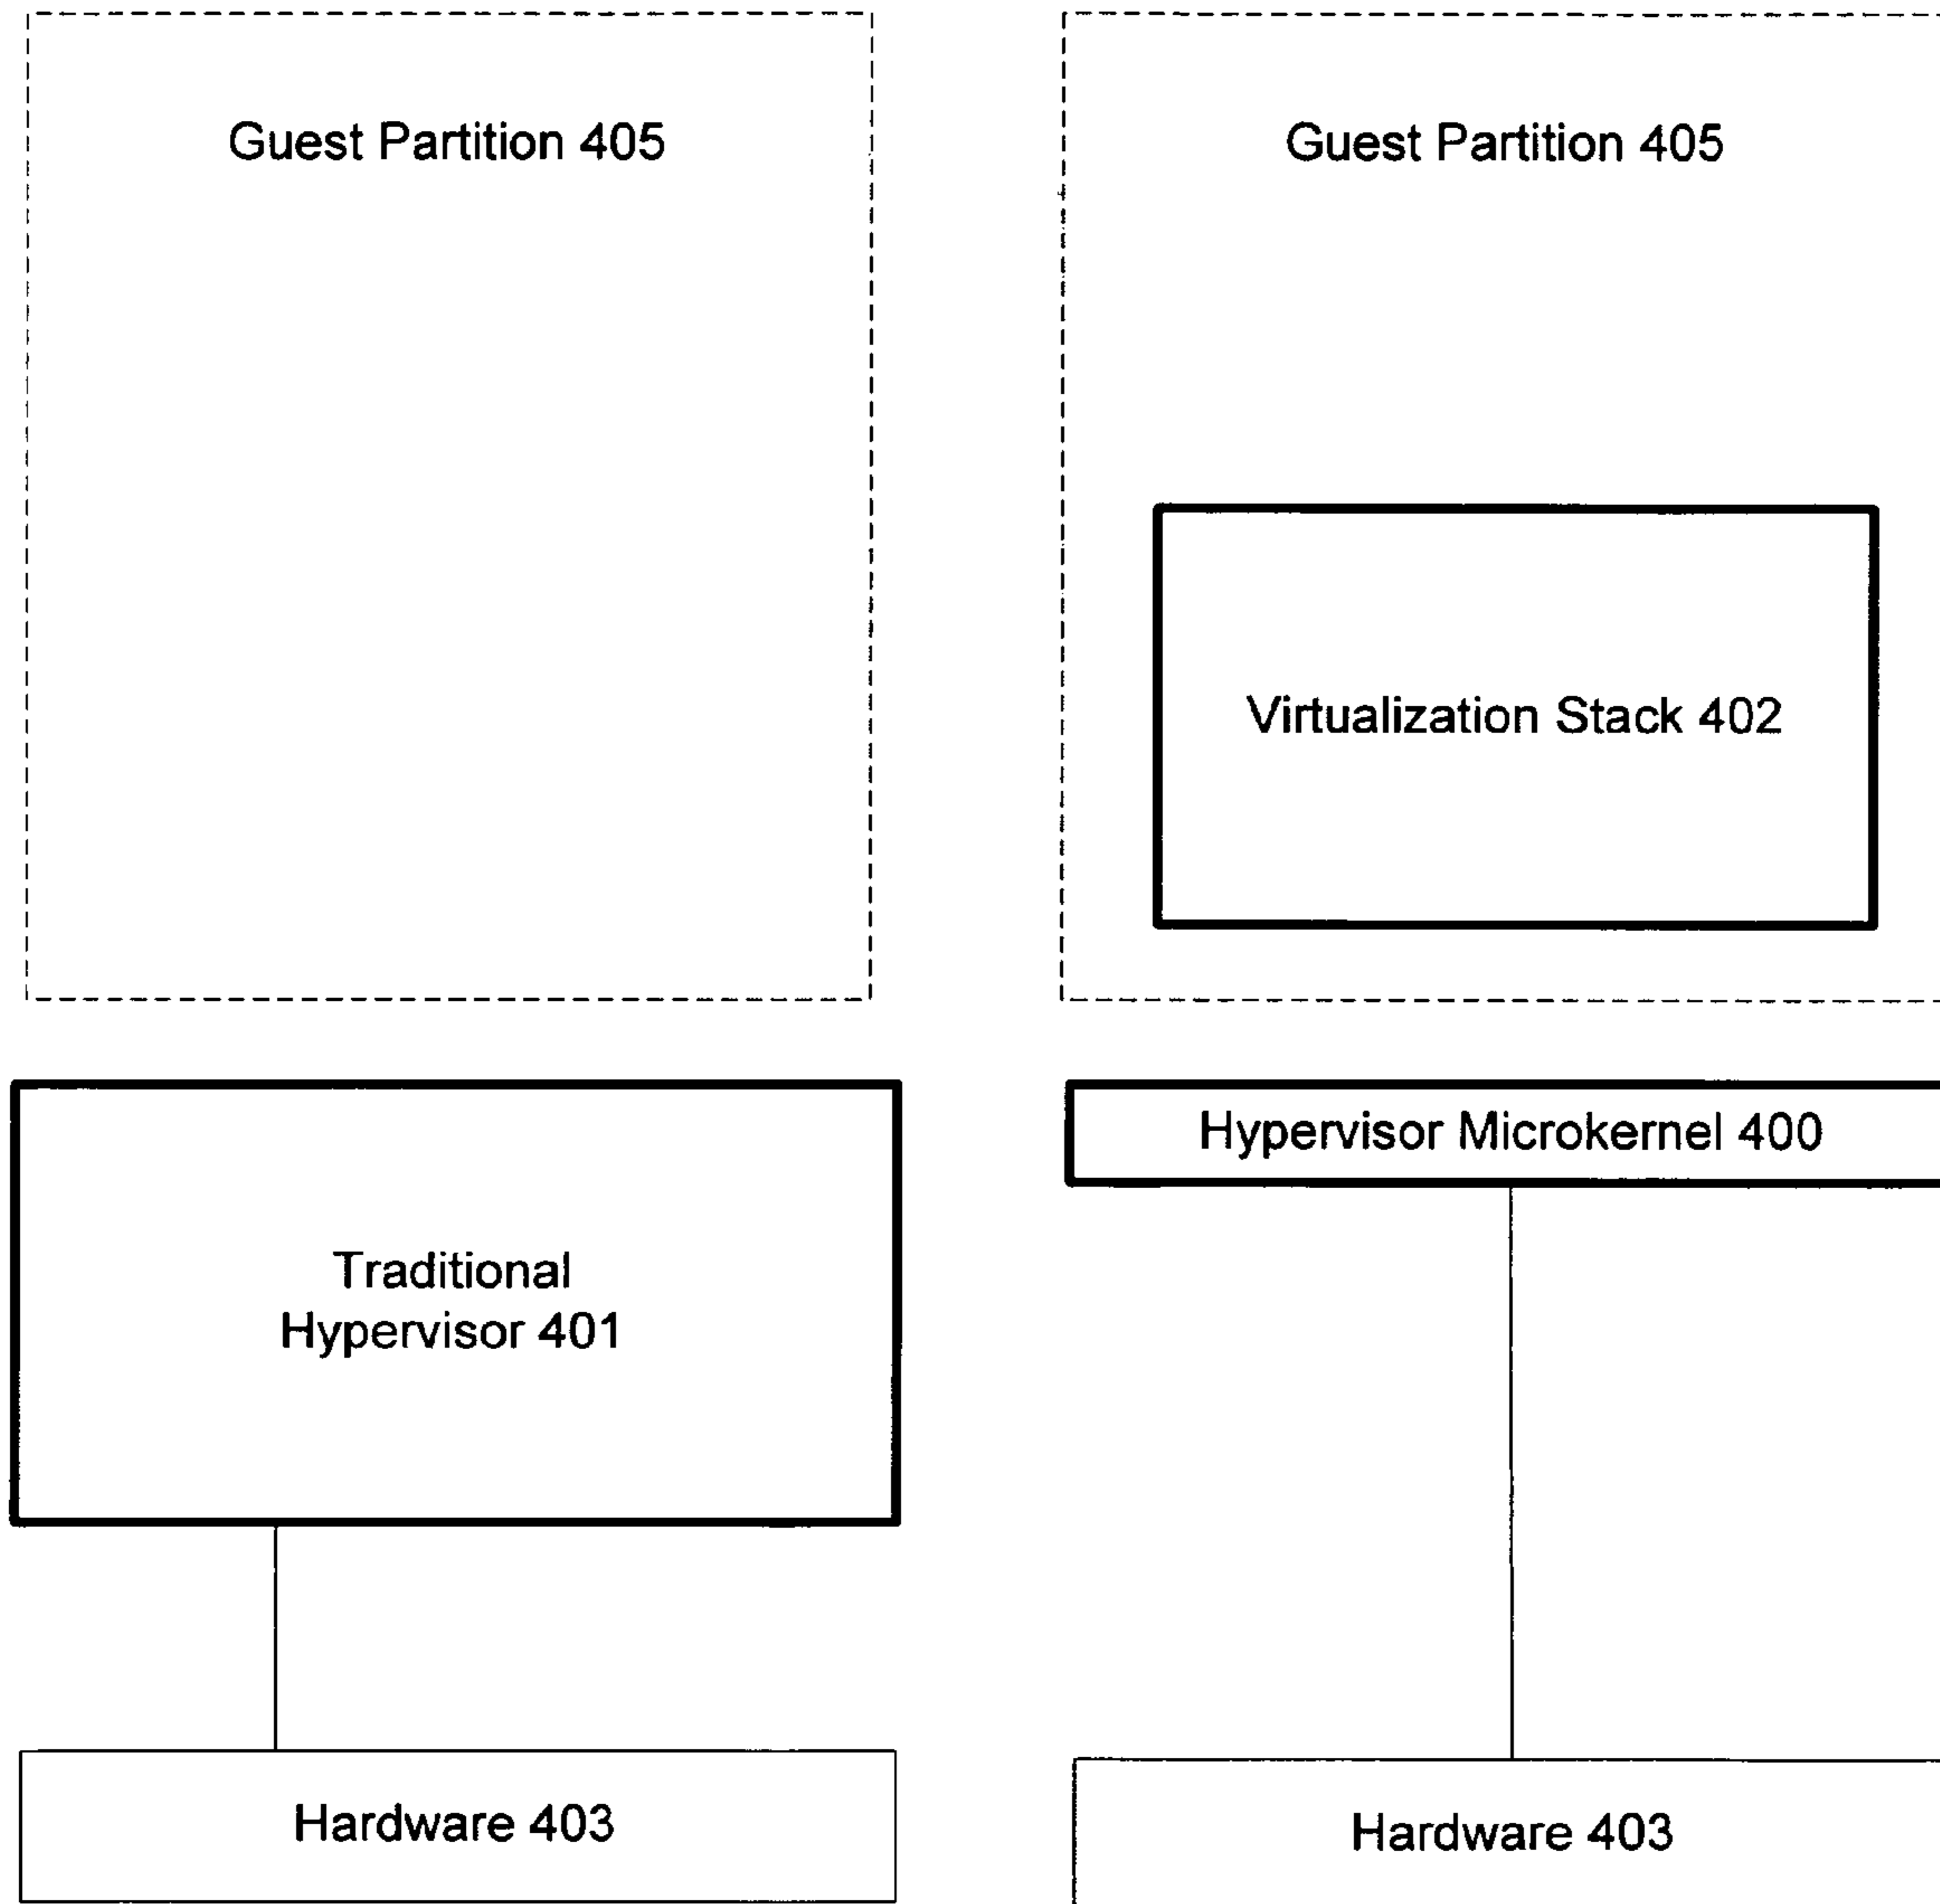 Guest Partition 405
Guest Partition 405
Virtualization Stack 402
Hypervisor Microkernel 400
Traditional
Hypervisor 401
Hardware 403
Hardware 403